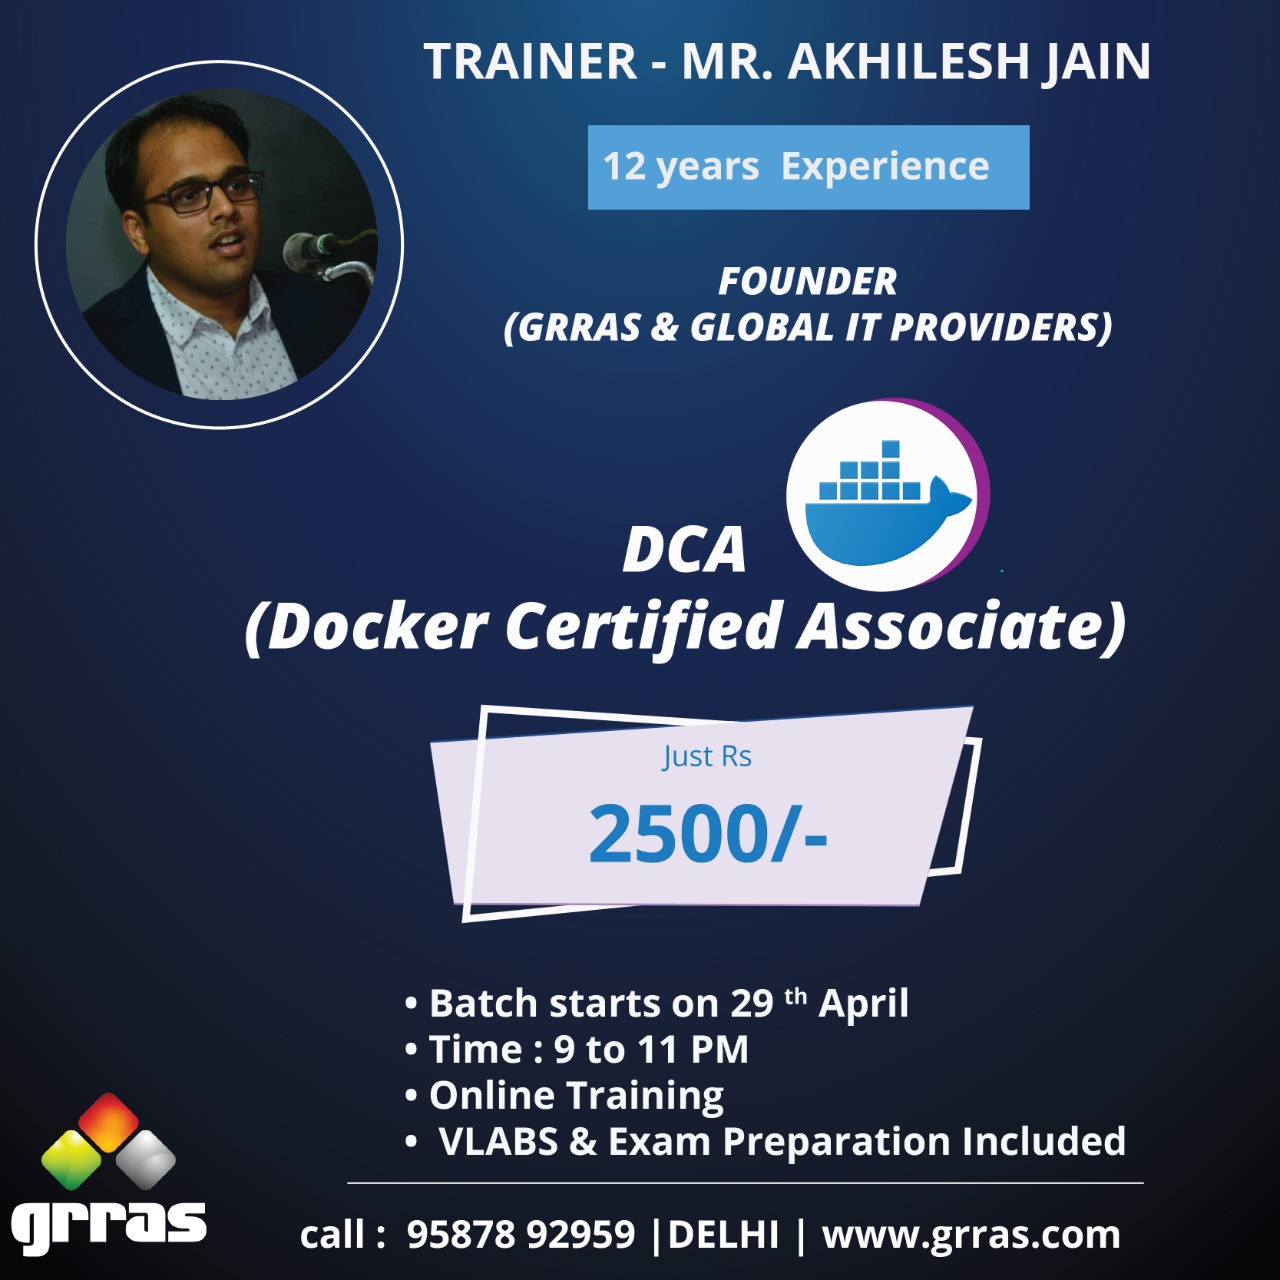 TRAINER - MR. AKHILESH JAIN
12 years Experience
FOUNDER
(GRRAS & GLOBAL IT PROVIDERS)
DCA
(Docker Certified Associate)
Just Rs
2500/-
• Batch starts on 29 th April
• Time : 9 to 11 PM
• Online Training
• VLABS & Exam Preparation Included
grras
call : 95878 92959 |DELHI | www.grras.com